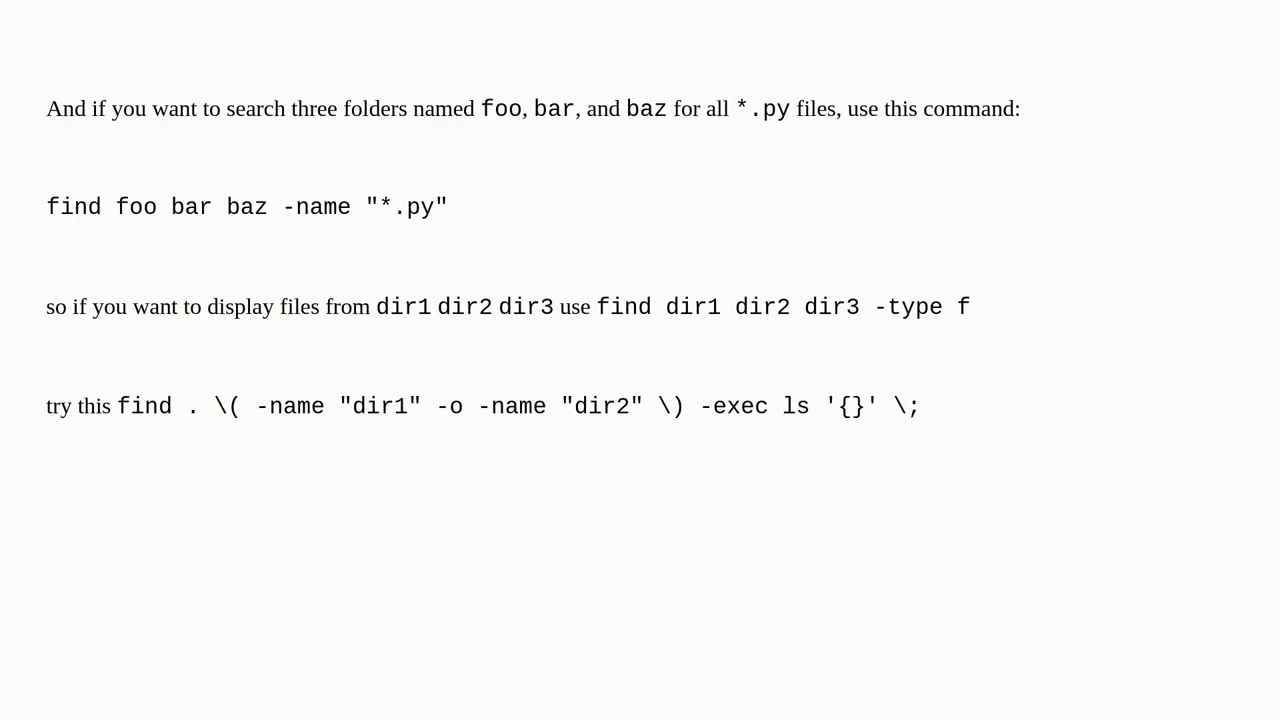 And if you want to search three folders named foo, bar, and baz for all *.py files, use this command:
find foo bar baz -name "*.py"
so if you want to display files from dir1 dir2 dir3 use find dir1 dir2 dir3 -type f
try this find . \( -name "dir1" -o -name "dir2" \) -exec ls '{}' \;